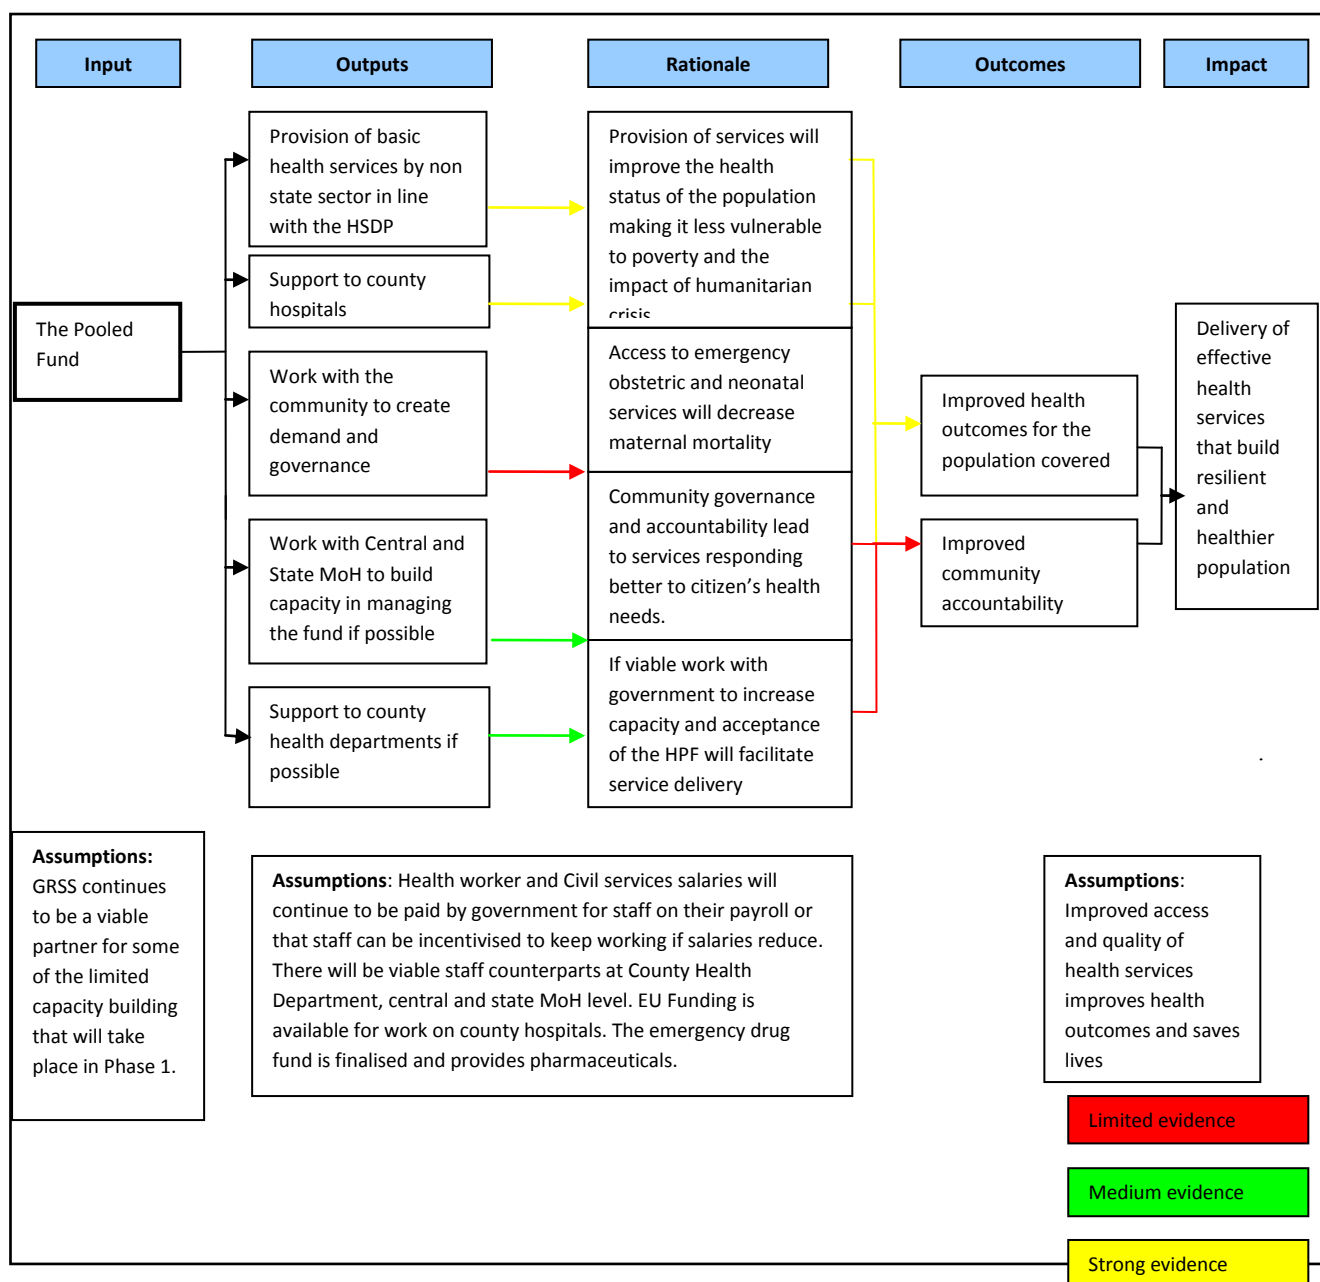 Input
Outputs
Rationale
Outcomes
Impact
The Pooled
Fund
Provision of basic
health services by non
state sector in line
with the HSDP
Support to county
hospitals
Work with the
community to create
demand and
governance
Work with Central and
State MoH to build
capacity in managing
the fund if possible
Support to county
health departments if
possible
Provision of services will
improve the health
status of the population
making it less vulnerable
to poverty and the
impact of humanitarian
crisis
Access to emergency
obstetric and neonatal
services will decrease
maternal mortality
Community governance
and accountability lead
to services responding
better to citizen’s health
needs.
If viable work with
government to increase
capacity and acceptance
of the HPF will facilitate
service delivery
Improved health
outcomes for the
population covered
Improved
community
accountability
Delivery of
effective
health
services
that build
resilient
and
healthier
population
.
Assumptions:
GRSS continues
to be a viable
partner for some
of the limited
capacity building
that will take
place in Phase 1.
Assumptions: Health worker and Civil services salaries will
continue to be paid by government for staff on their payroll or
that staff can be incentivised to keep working if salaries reduce.
There will be viable staff counterparts at County Health
Department, central and state MoH level. EU Funding is
available for work on county hospitals. The emergency drug
fund is finalised and provides pharmaceuticals.
Assumptions:
Improved access
and quality of
health services
improves health
outcomes and saves
lives
Limited evidence
Medium evidence
Strong evidence